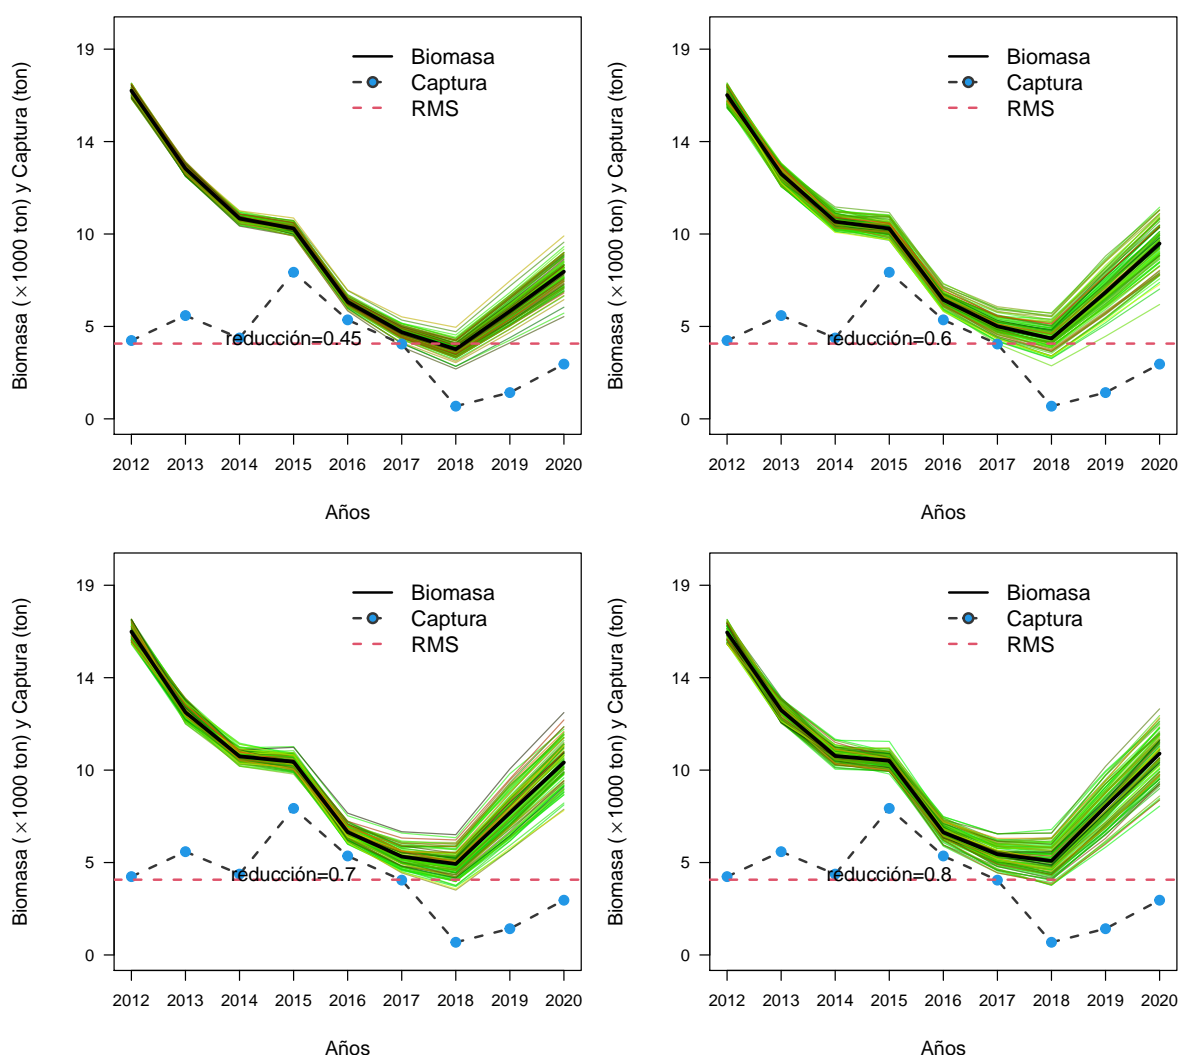 Biomasa (×1000 ton) y Captura (ton)
19
14
10
5
0
Biomasa
Captura
RMS
reducción=0.45
2012 2013 2014 2015 2016 2017 2018 2019 2020
Años
Biomasa (×1000 ton) y Captura (ton)
19
14
10
5
0
Biomasa
Captura
RMS
reducción=0.6
2012 2013 2014 2015 2016 2017 2018 2019 2020
Años
Biomasa (×1000 ton) y Captura (ton)
19
14
10
5
0
Biomasa
Captura
RMS
reducción=0.7
2012 2013 2014 2015 2016 2017 2018 2019 2020
Años
Biomasa (×1000 ton) y Captura (ton)
19
14
10
5
0
Biomasa
Captura
RMS
reducción=0.8
2012 2013 2014 2015 2016 2017 2018 2019 2020
Años